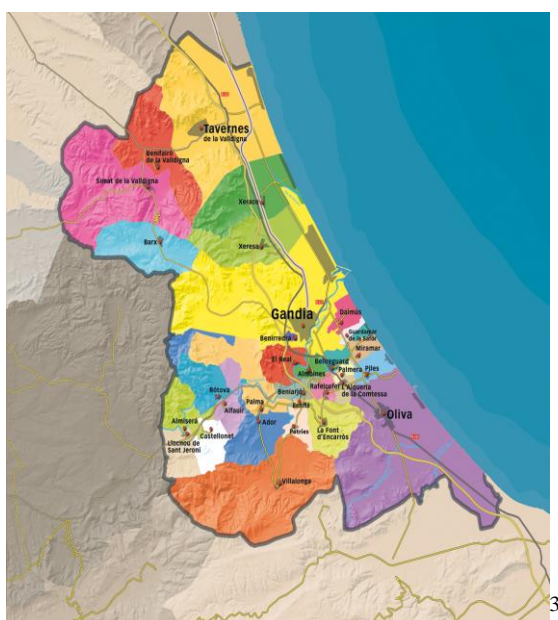 Tavernes
de la Valldigna
Benifairó
de la Valldigna
Simat de la Valldigna
Xeraco
Barx
Xeresa
Gandia
Daimús
Guardamar
de la Safor
Benirredrà
Miramar
El Real
Bellreguard
Almoines
Palmera
Piles
Rafelcofer
L'Alqueria
de la Comtessa
Beniarjó
Ròtova
Alfauir
Palma
Oliva
Almiserà
Ador
La Font
d'Encarròs
Castellonet
Potries
Llocnou de
Sant Jeroni
Villalonga
3